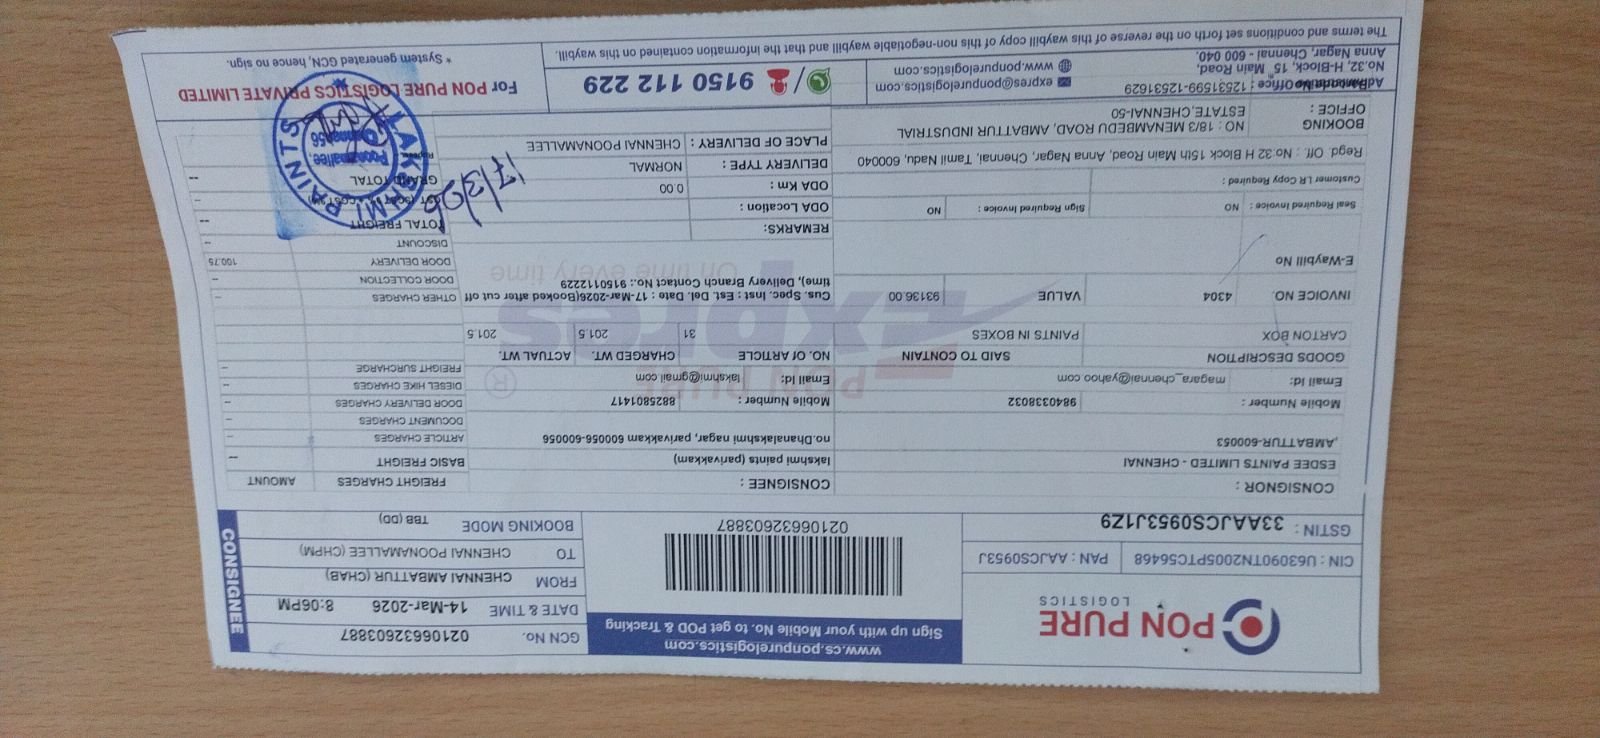 PON PURE
LOGISTICS
CIN : U63090TN2005PTC56468 PAN : AAJCS0953J
GSTIN : 33AAJCS0953J1Z9
www.cs.ponpurelogistics.com
Sign up with your Mobile No. to get POD & Tracking
02106632603887
GCN No. 02106632603887
DATE & TIME 14-Mar-2026 8:06PM
FROM CHENNAI AMBATTUR (CHAB)
TO CHENNAI POONAMALLEE (CHPM)
BOOKING MODE TBB (DD)
CONSIGNEE
CONSIGNOR :
ESDEE PAINTS LIMITED - CHENNAI
,AMBATTUR-600053
Mobile Number : 9840338032
Email Id: magara_chennai@yahoo.com
CONSIGNEE :
lakshmi paints (parivakkam)
no.Dhanalakshmi nagar, parivakkam 600056-600056
Mobile Number : 8825801417
Email Id: lakshmi@gmail.com
FREIGHT CHARGES AMOUNT
BASIC FREIGHT --
ARTICLE CHARGES --
DOCUMENT CHARGES --
DOOR DELIVERY CHARGES --
DIESEL HIKE CHARGES --
FREIGHT SURCHARGE --
GOODS DESCRIPTION SAID TO CONTAIN NO. Of ARTICLE CHARGED WT. ACTUAL WT.
CARTON BOX PAINTS IN BOXES 31 201.5 201.5
INVOICE NO 4304 VALUE 93136.00
Cus. Spec. Inst : Est. Del. Date : 17-Mar-2026(Booked after cut off
time), Delivery Branch Contact No.: 9150112229
OTHER CHARGES --
DOOR COLLECTION --
DOOR DELIVERY 100.75
DISCOUNT --
TOTAL FREIGHT --
GRAND TOTAL --
E-Waybill No
REMARKS:
Seal Required Invoice : NO Sign Required Invoice : NO
Customer LR Copy Required :
ODA Location :
ODA Km : 0.00
DELIVERY TYPE : NORMAL
PLACE OF DELIVERY : CHENNAI POONAMALLEE
Regd. Off : No.32 H Block 15th Main Road, Anna Nagar, Chennai, Tamil Nadu, 600040
BOOKING OFFICE : NO : 18/3 MENAMBEDU ROAD, AMBATTUR INDUSTRIAL
ESTATE, CHENNAI-50
12531599-12531629
No.32, H-Block, 15th Main Road,
Anna Nagar, Chennai - 600 040.
expres@ponpurelogistics.com
www.ponpurelogistics.com
9150 112 229
For PON PURE LOGISTICS PRIVATE LIMITED
* System generated GCN, hence no sign.
The terms and conditions set forth on the reverse of this waybill copy of this non-negotiable waybill and that the information contained on this waybill.
PON PURE
Expres
On time every time
LAKSHMI PAINTS
Poonamallee,
17/3/26